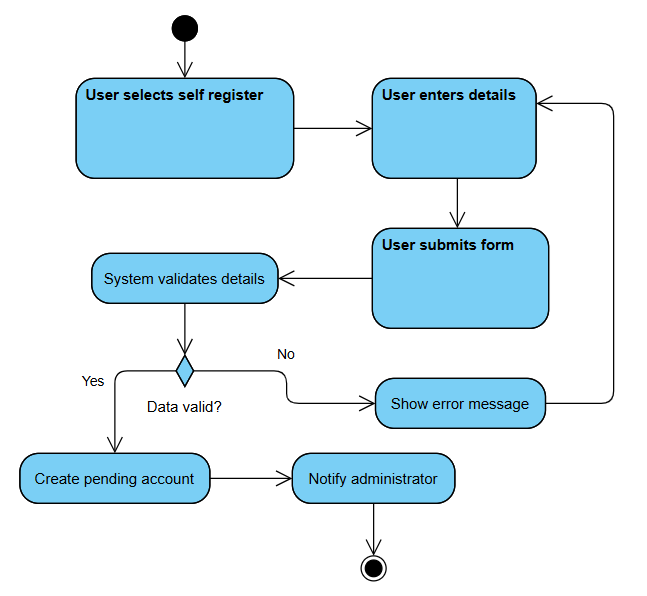 User selects self register
User enters details
User submits form
System validates details
No
Yes
Data valid?
Show error message
Create pending account
Notify administrator